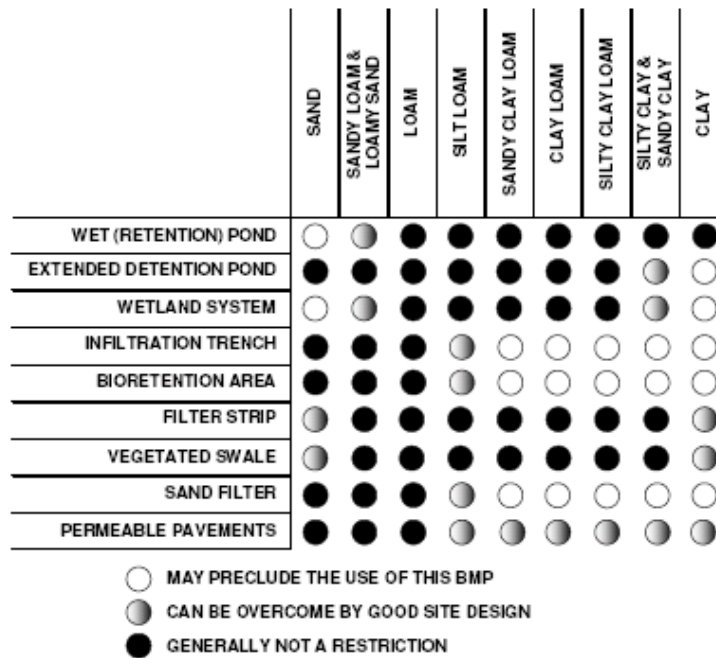 SAND
SANDY LOAM &
LOAMY SAND
LOAM
SILT LOAM
SANDY CLAY LOAM
CLAY LOAM
SILTY CLAY LOAM
SILTY CLAY &
SANDY CLAY
CLAY
WET (RETENTION) POND
EXTENDED DETENTION POND
WETLAND SYSTEM
INFILTRATION TRENCH
BIORETENTION AREA
FILTER STRIP
VEGETATED SWALE
SAND FILTER
PERMEABLE PAVEMENTS
MAY PRECLUDE THE USE OF THIS BMP
CAN BE OVERCOME BY GOOD SITE DESIGN
GENERALLY NOT A RESTRICTION